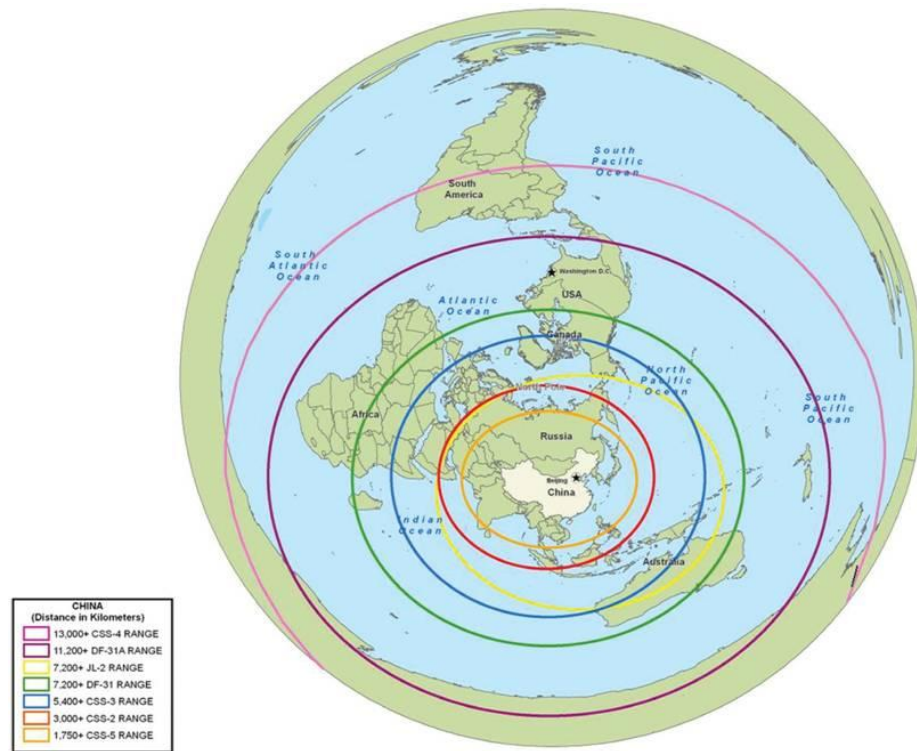 South
Pacific
Ocean
South
America
South
Atlantic
Ocean
Washington D.C.
USA
Atlantic
Ocean
Canada
North
Pacific
Ocean
North Pole
South
Pacific
Ocean
Africa
Russia
Beijing
China
Indian
Ocean
Australia
CHINA
(Distance in Kilometers)
13,000+ CSS-4 RANGE
11,200+ DF-31A RANGE
7,200+ JL-2 RANGE
7,200+ DF-31 RANGE
5,400+ CSS-3 RANGE
3,000+ CSS-2 RANGE
1,750+ CSS-5 RANGE